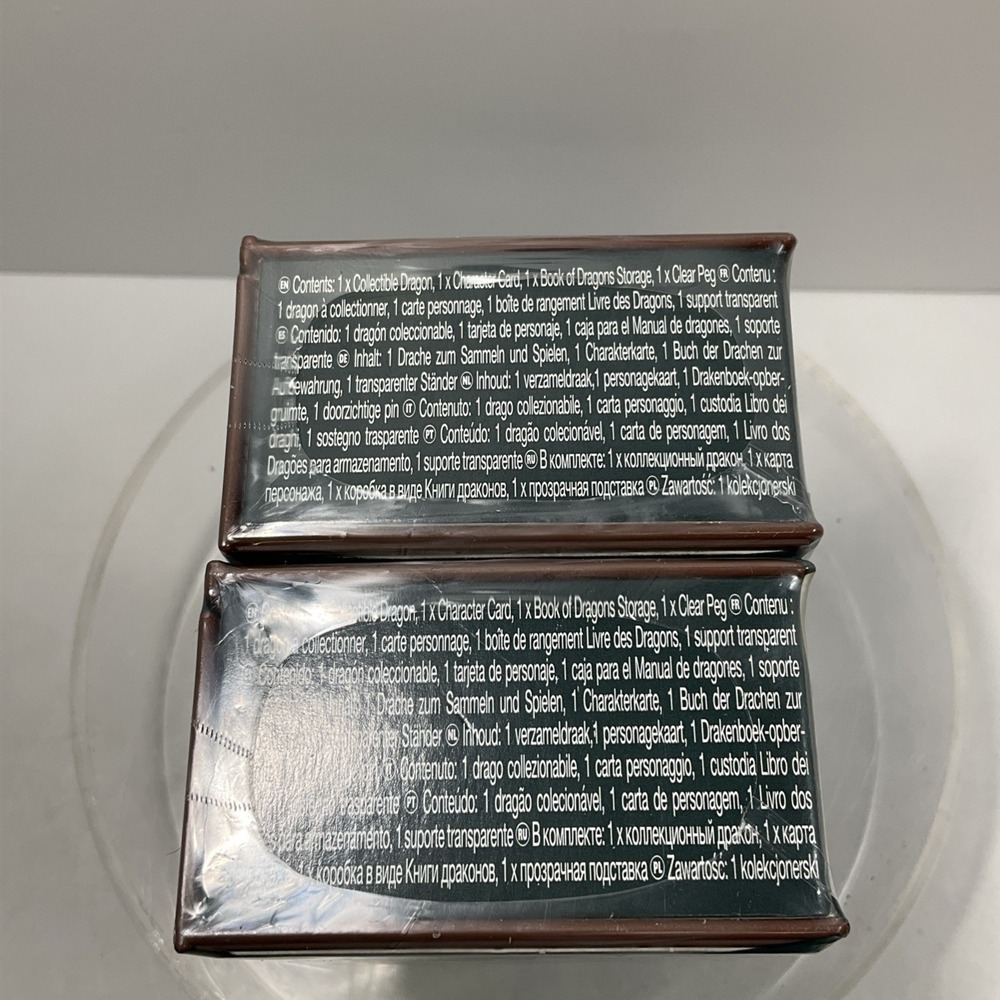 EN Contents: 1 x Collectible Dragon, 1 x Character Card, 1 x Book of Dragons Storage, 1 x Clear Peg FR Contenu :
1 dragon à collectionner, 1 carte personnage, 1 boîte de rangement Livre des Dragons, 1 support transparent
ES Contenido: 1 dragón coleccionable, 1 tarjeta de personaje, 1 caja para el Manual de dragones, 1 soporte
transparente DE Inhalt: 1 Drache zum Sammeln und Spielen, 1 Charakterkarte, 1 Buch der Drachen zur
Aufbewahrung, 1 transparenter Ständer NL Inhoud: 1 verzameldraak,1 personagekaart, 1 Drakenboek-opber-
gruimte, 1 doorzichtige pin IT Contenuto: 1 drago collezionabile, 1 carta personaggio, 1 custodia Libro dei
draghi, 1 sostegno trasparente PT Conteúdo: 1 dragão colecionável, 1 carta de personagem, 1 Livro dos
Dragões para armazenamento, 1 suporte transparente RU В комплекте: 1 x коллекционный дракон, 1 x карта
персонажа, 1 x коробка в виде Книги драконов, 1 x прозрачная подставка PL Zawartość: 1 kolekcjonerski
EN Dragon, 1 x Character Card, 1 x Book of Dragons Storage, 1 x Clear Peg FR Contenu :
1 dragon à collectionner, 1 carte personnage, 1 boîte de rangement Livre des Dragons, 1 support transparent
Contenido: 1 dragón coleccionable, 1 tarjeta de personaje, 1 caja para el Manual de dragones, 1 soporte
Drache zum Sammeln und Spielen, 1 Charakterkarte, 1 Buch der Drachen zur
Ständer NL Inhoud: 1 verzameldraak,1 personagekaart, 1 Drakenboek-opber-
IT Contenuto: 1 drago collezionabile, 1 carta personaggio, 1 custodia Libro dei
trasparente PT Conteúdo: 1 dragão colecionável, 1 carta de personagem, 1 Livro dos
para armazenamento, 1 suporte transparente RU В комплекте: 1 x коллекционный дракон, 1 x карта
1 x коробка в виде Книги драконов, 1 x прозрачная подставка PL Zawartość: 1 kolekcjonerski